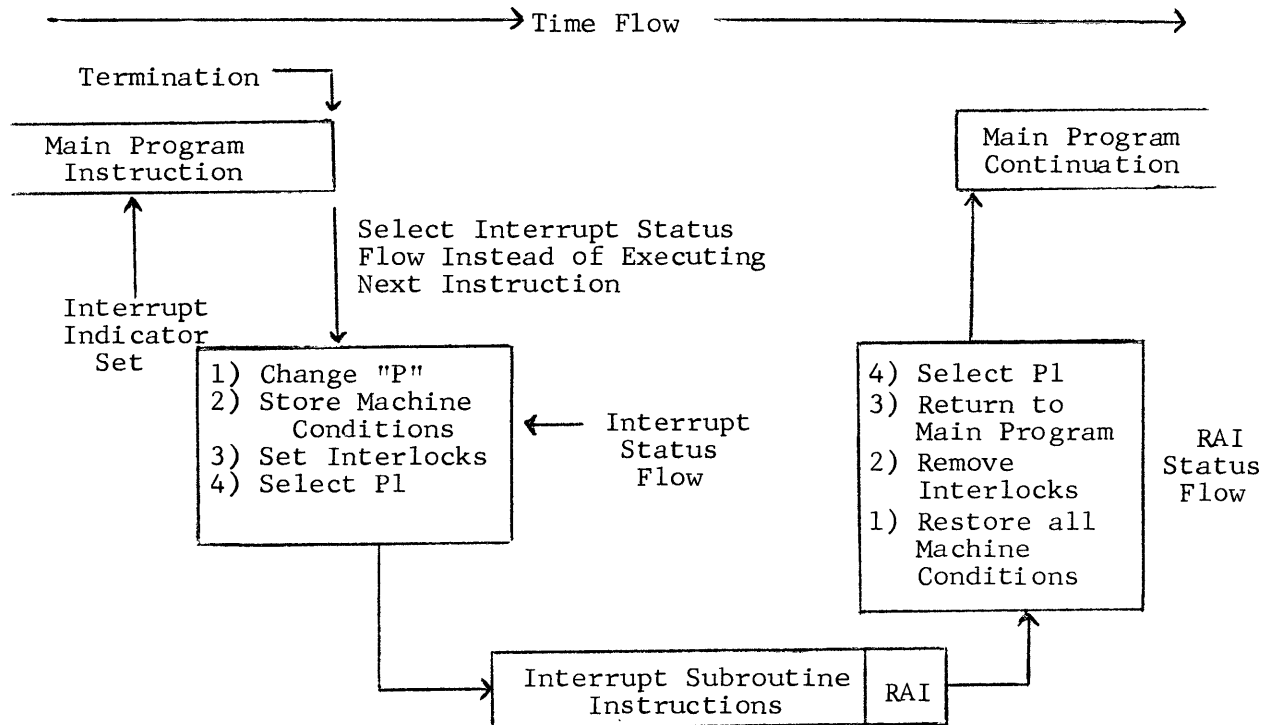 Time Flow
Termination
Main Program
Instruction
Main Program
Continuation
Select Interrupt Status
Flow Instead of Executing
Next Instruction
Interrupt
Indicator
Set
1) Change "P"
2) Store Machine
Conditions
3) Set Interlocks
4) Select P1
Interrupt
Status
Flow
4) Select P1
3) Return to
Main Program
2) Remove
Interlocks
1) Restore all
Machine
Conditions
RAI
Status
Flow
Interrupt Subroutine
Instructions
RAI